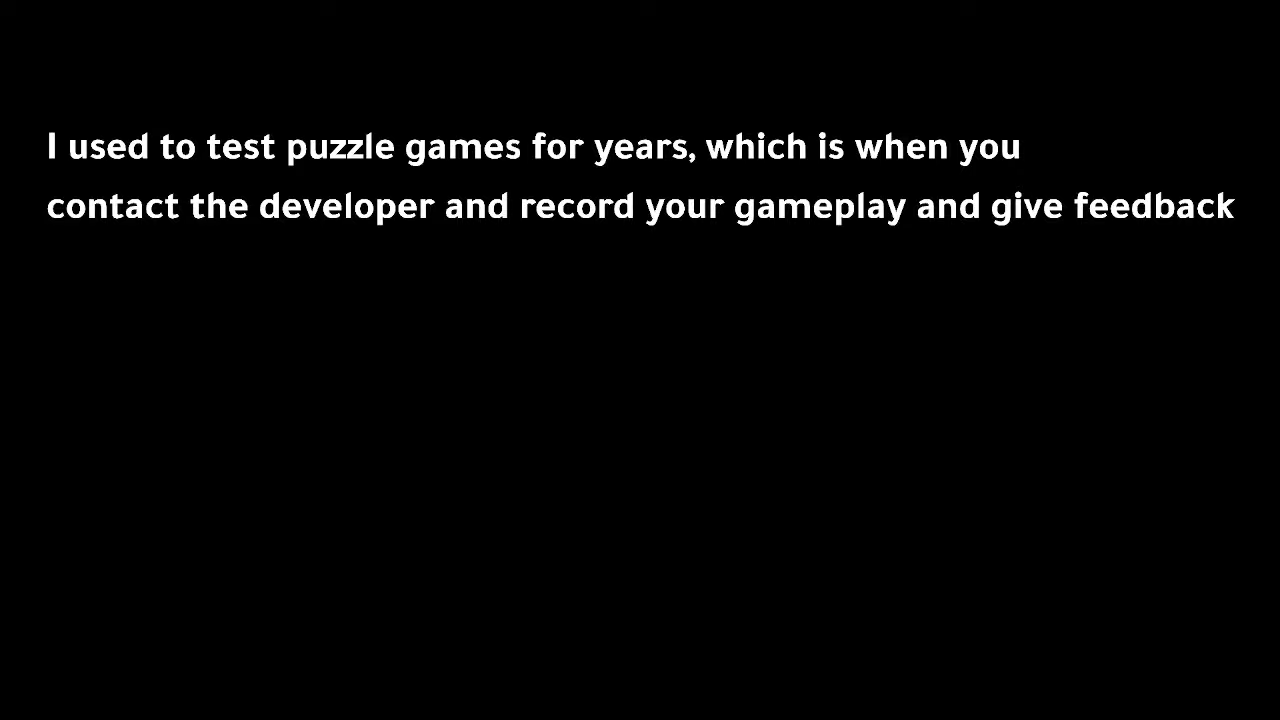 I used to test puzzle games for years, which is when you
contact the developer and record your gameplay and give feedback